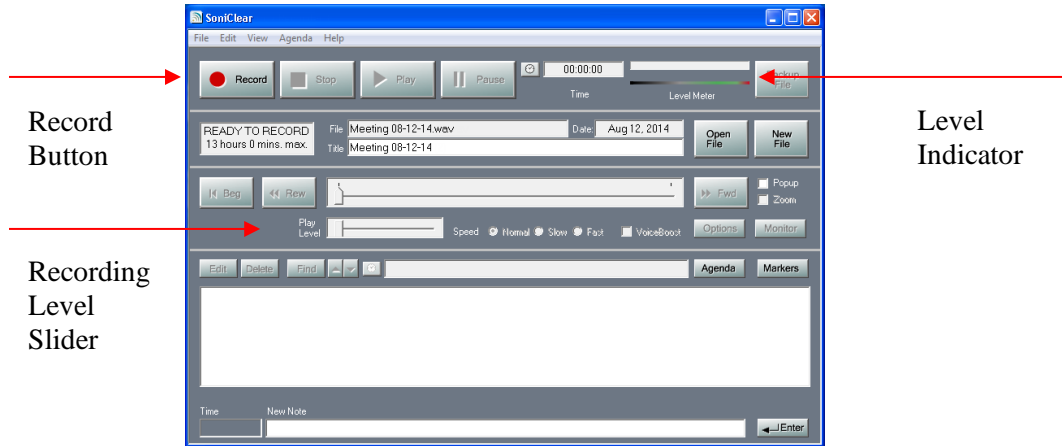 SoniClear
File Edit View Agenda Help
Record Stop Play Pause 00:00:00 Backup File
Time Level Meter
Record
Button
Level
Indicator
READY TO RECORD
13 hours 0 mins. max.
File Meeting 08-12-14.wav Date: Aug 12, 2014
Title Meeting 08-12-14
Open
File
New
File
Beg Rew Fwd Popup
Zoom
Play
Level
Speed Normal Slow Fast VoiceBoost Options Monitor
Recording
Level
Slider
Edit Delete Find Agenda Markers
Time New Note
Enter